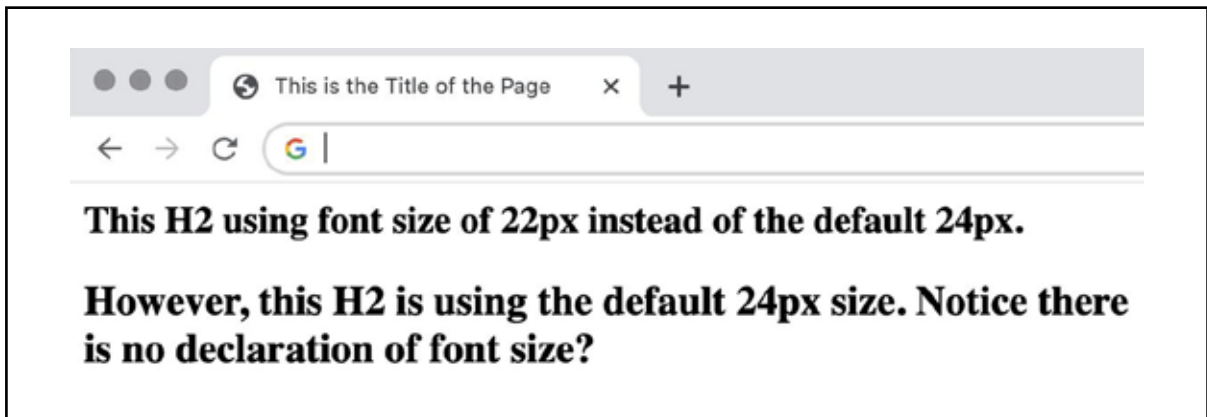 This is the Title of the Page
This H2 using font size of 22px instead of the default 24px.
However, this H2 is using the default 24px size. Notice there
is no declaration of font size?